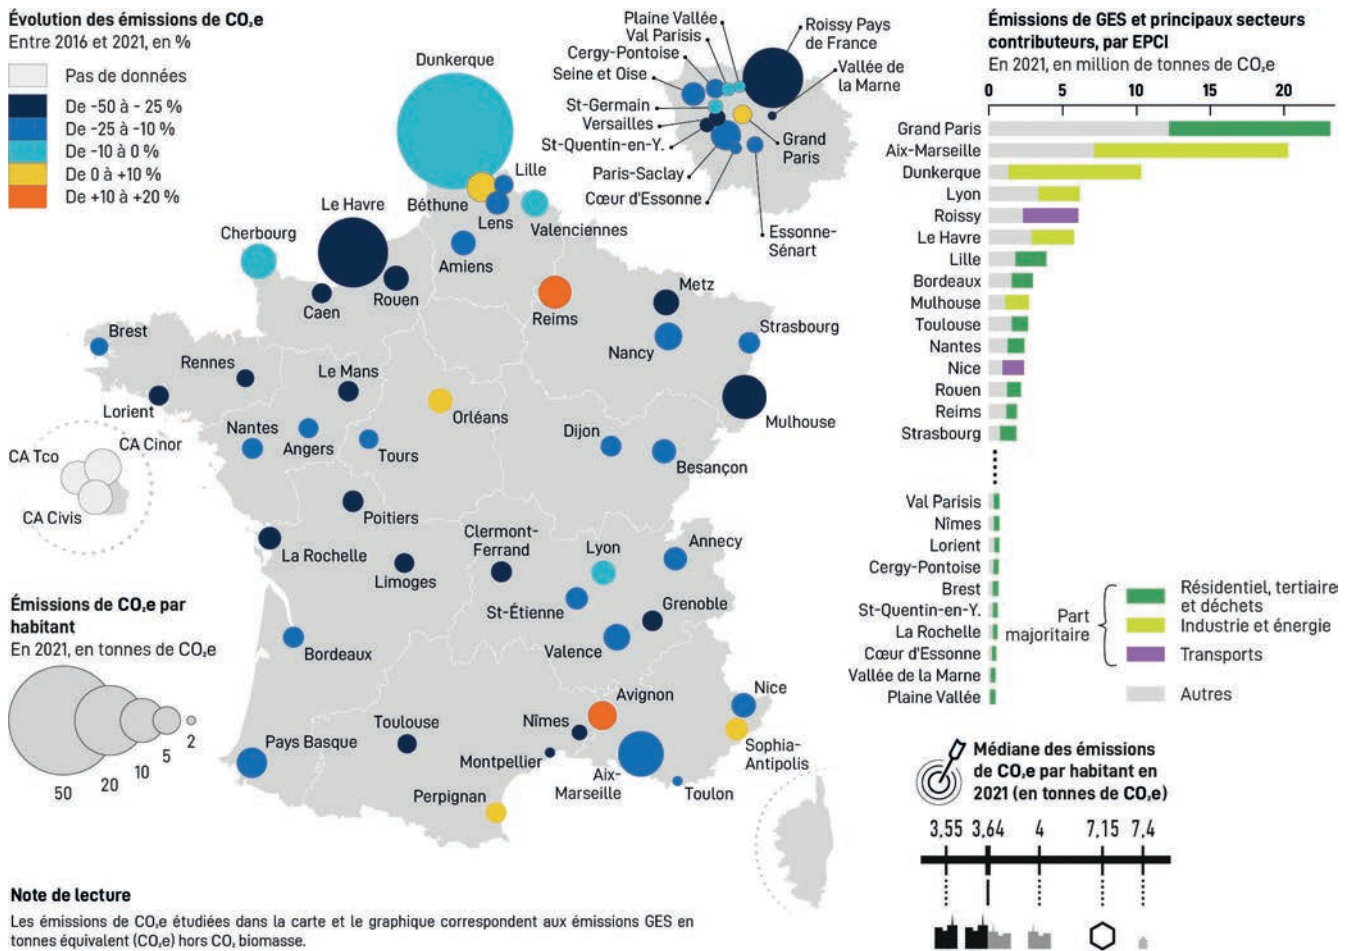 Évolution des émissions de CO₂e
Entre 2016 et 2021, en %
Pas de données
De -50 à - 25 %
De -25 à -10 %
De -10 à 0 %
De 0 à +10 %
De +10 à +20 %
Dunkerque
Lille
Béthune
Lens
Valenciennes
Le Havre
Cherbourg
Amiens
Rouen
Caen
Reims
Metz
Nancy
Strasbourg
Mulhouse
Brest
Rennes
Le Mans
Lorient
Orléans
Nantes
Angers
Tours
Dijon
Besançon
CA Tco
CA Cinor
CA Civis
Poitiers
La Rochelle
Limoges
Clermont-
Ferrand
Lyon
Annecy
St-Étienne
Grenoble
Valence
Bordeaux
Avignon
Nice
Nîmes
Toulouse
Montpellier
Sophia-
Antipolis
Aix-
Marseille
Toulon
Pays Basque
Perpignan
Plaine Vallée
Val Parisis
Cergy-Pontoise
Seine et Oise
St-Germain
Versailles
St-Quentin-en-Y.
Paris-Saclay
Cœur d'Essonne
Roissy Pays
de France
Vallée de
la Marne
Grand
Paris
Essonne-
Sénart
Émissions de CO₂e par
habitant
En 2021, en tonnes de CO₂e
50
20
10
5
2
Émissions de GES et principaux secteurs
contributeurs, par EPCI
En 2021, en million de tonnes de CO₂e
0 5 10 15 20
Grand Paris
Aix-Marseille
Dunkerque
Lyon
Roissy
Le Havre
Lille
Bordeaux
Mulhouse
Toulouse
Nantes
Nice
Rouen
Reims
Strasbourg
Val Parisis
Nîmes
Lorient
Cergy-Pontoise
Brest
St-Quentin-en-Y.
La Rochelle
Cœur d'Essonne
Vallée de la Marne
Plaine Vallée
Part
majoritaire
Résidentiel, tertiaire
et déchets
Industrie et énergie
Transports
Autres
Médiane des émissions
de CO₂e par habitant en
2021 (en tonnes de CO₂e)
3,55 3,64 4 7,15 7,4
Note de lecture
Les émissions de CO₂e étudiées dans la carte et le graphique correspondent aux émissions GES en
tonnes équivalent (CO₂e) hors CO₂ biomasse.